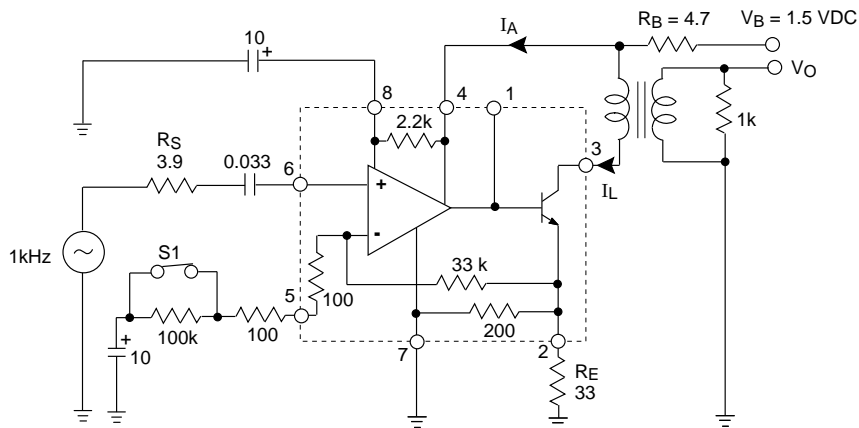 10
+
I_A
R_B = 4.7
V_B = 1.5 VDC
V_O
8
4
1
2.2k
1k
R_S
3.9
0.033
6
3
I_L
+
-
1kHz
S1
33 k
5
100
100k
100
200
+
10
7
2
R_E
33